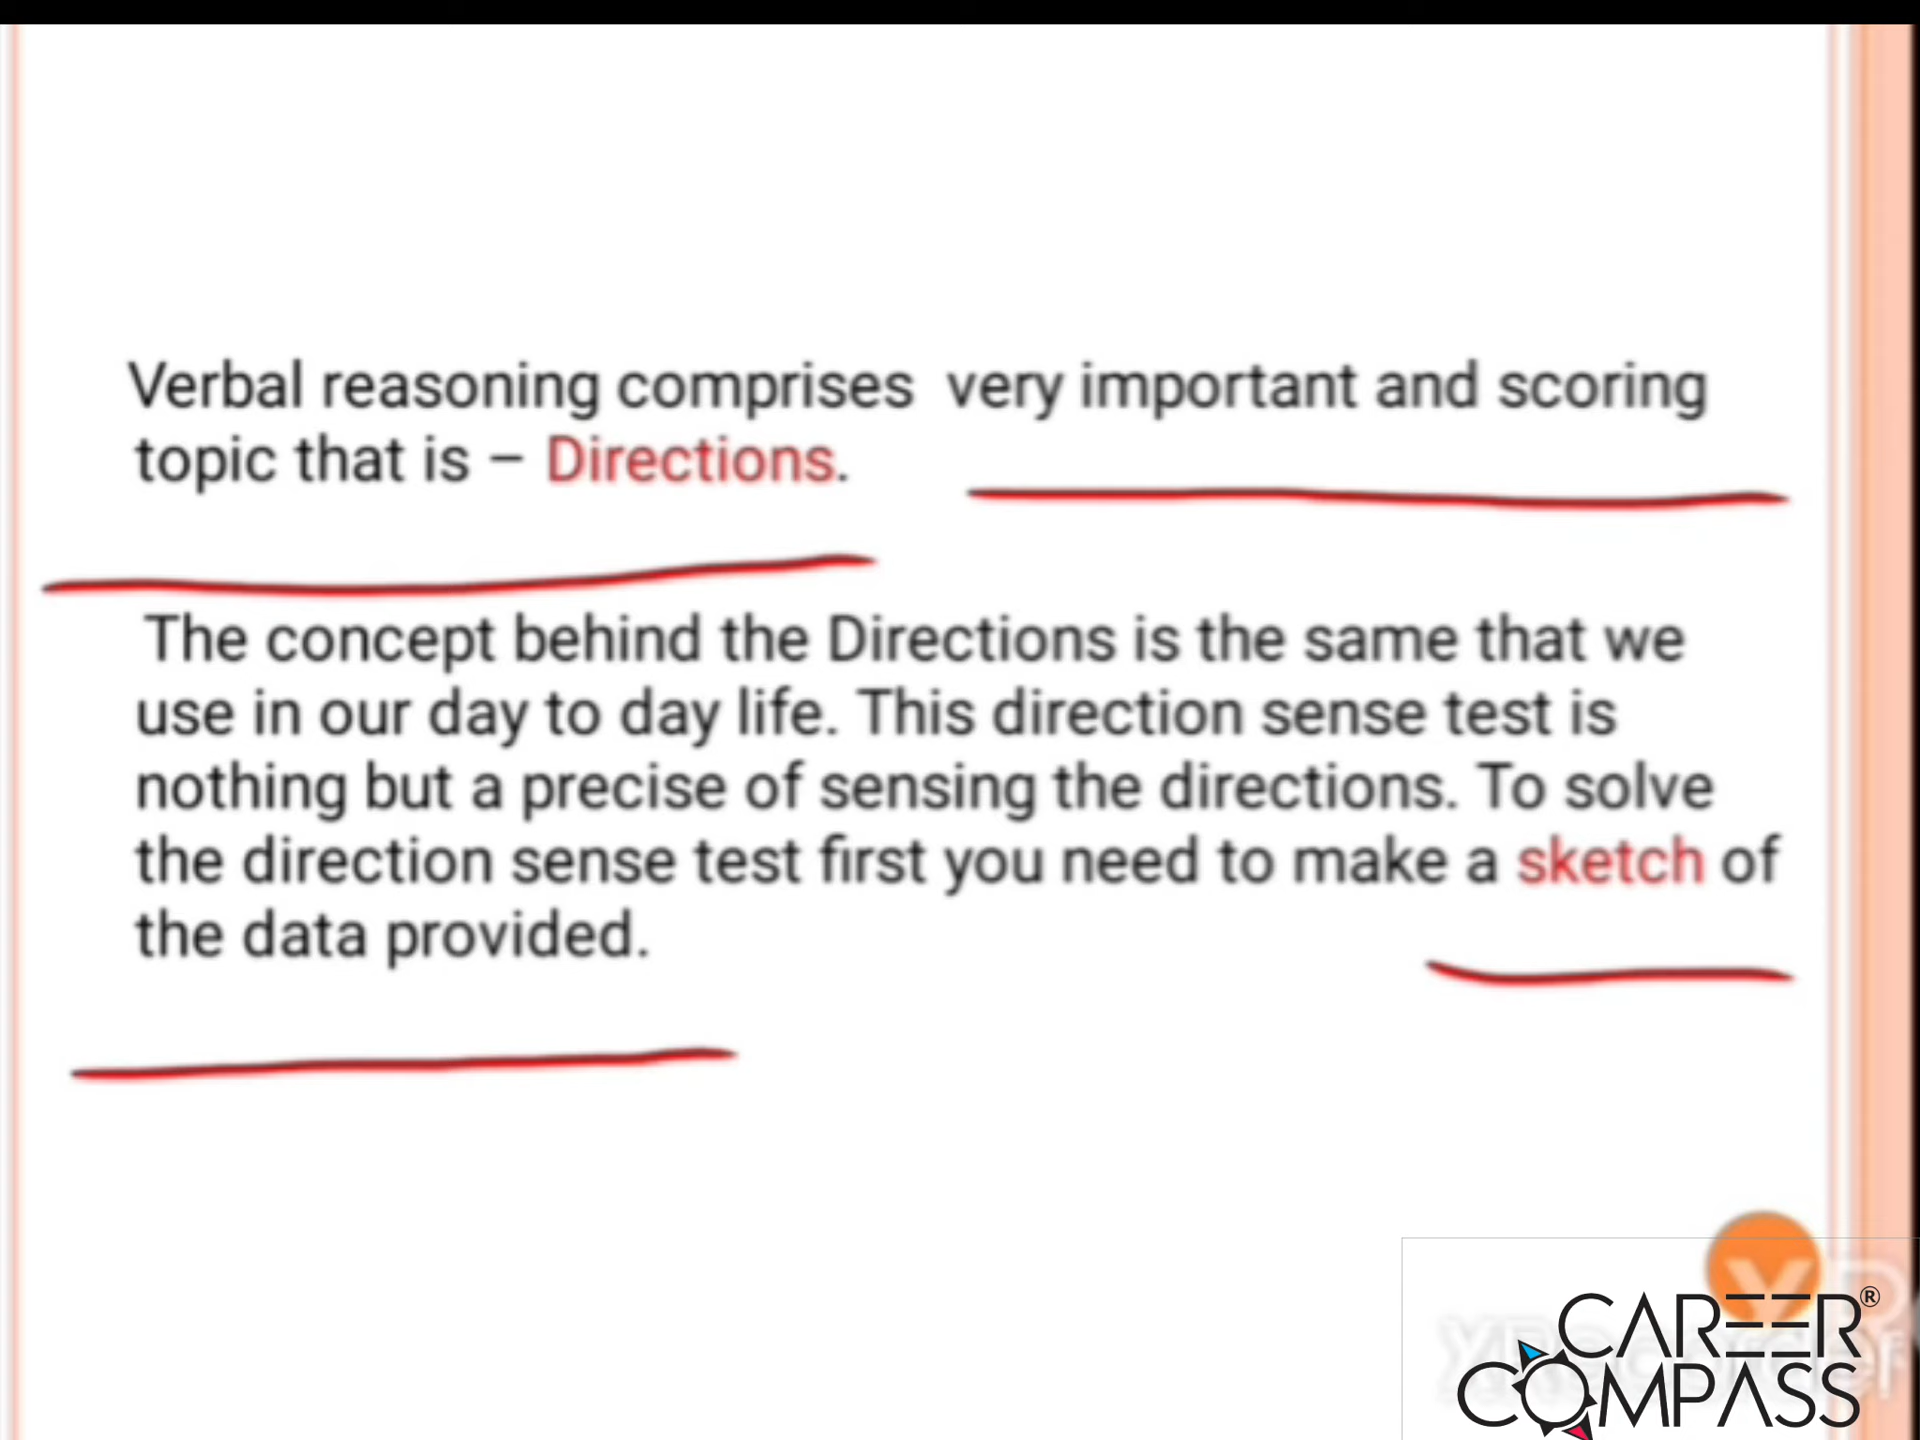 Verbal reasoning comprises very important and scoring
topic that is – Directions.
The concept behind the Directions is the same that we
use in our day to day life. This direction sense test is
nothing but a precise of sensing the directions. To solve
the direction sense test first you need to make a sketch of
the data provided.
CAREER®
COMPASS